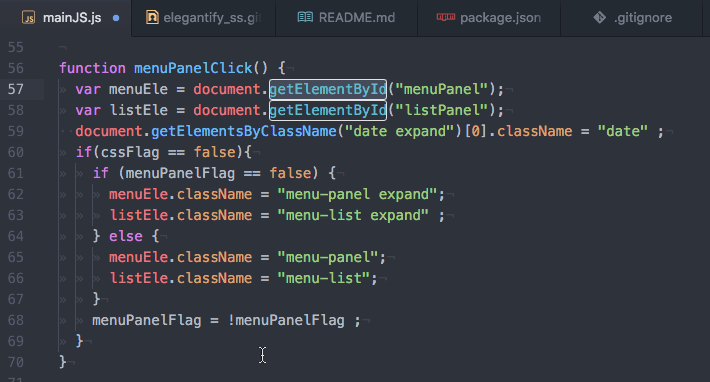 mainJS.js
elegantify_ss.gi
README.md
package.json
.gitignore
55
56 function menuPanelClick() {
57 var menuEle = document.getElementById("menuPanel");
58 var listEle = document.getElementById("listPanel");
59 document.getElementsByClassName("date expand")[0].className = "date" ;
60 if(cssFlag == false){
61 if (menuPanelFlag == false) {
62 menuEle.className = "menu-panel expand";
63 listEle.className = "menu-list expand" ;
64 } else {
65 menuEle.className = "menu-panel";
66 listEle.className = "menu-list";
67 }
68 menuPanelFlag = !menuPanelFlag ;
69 }
70 }